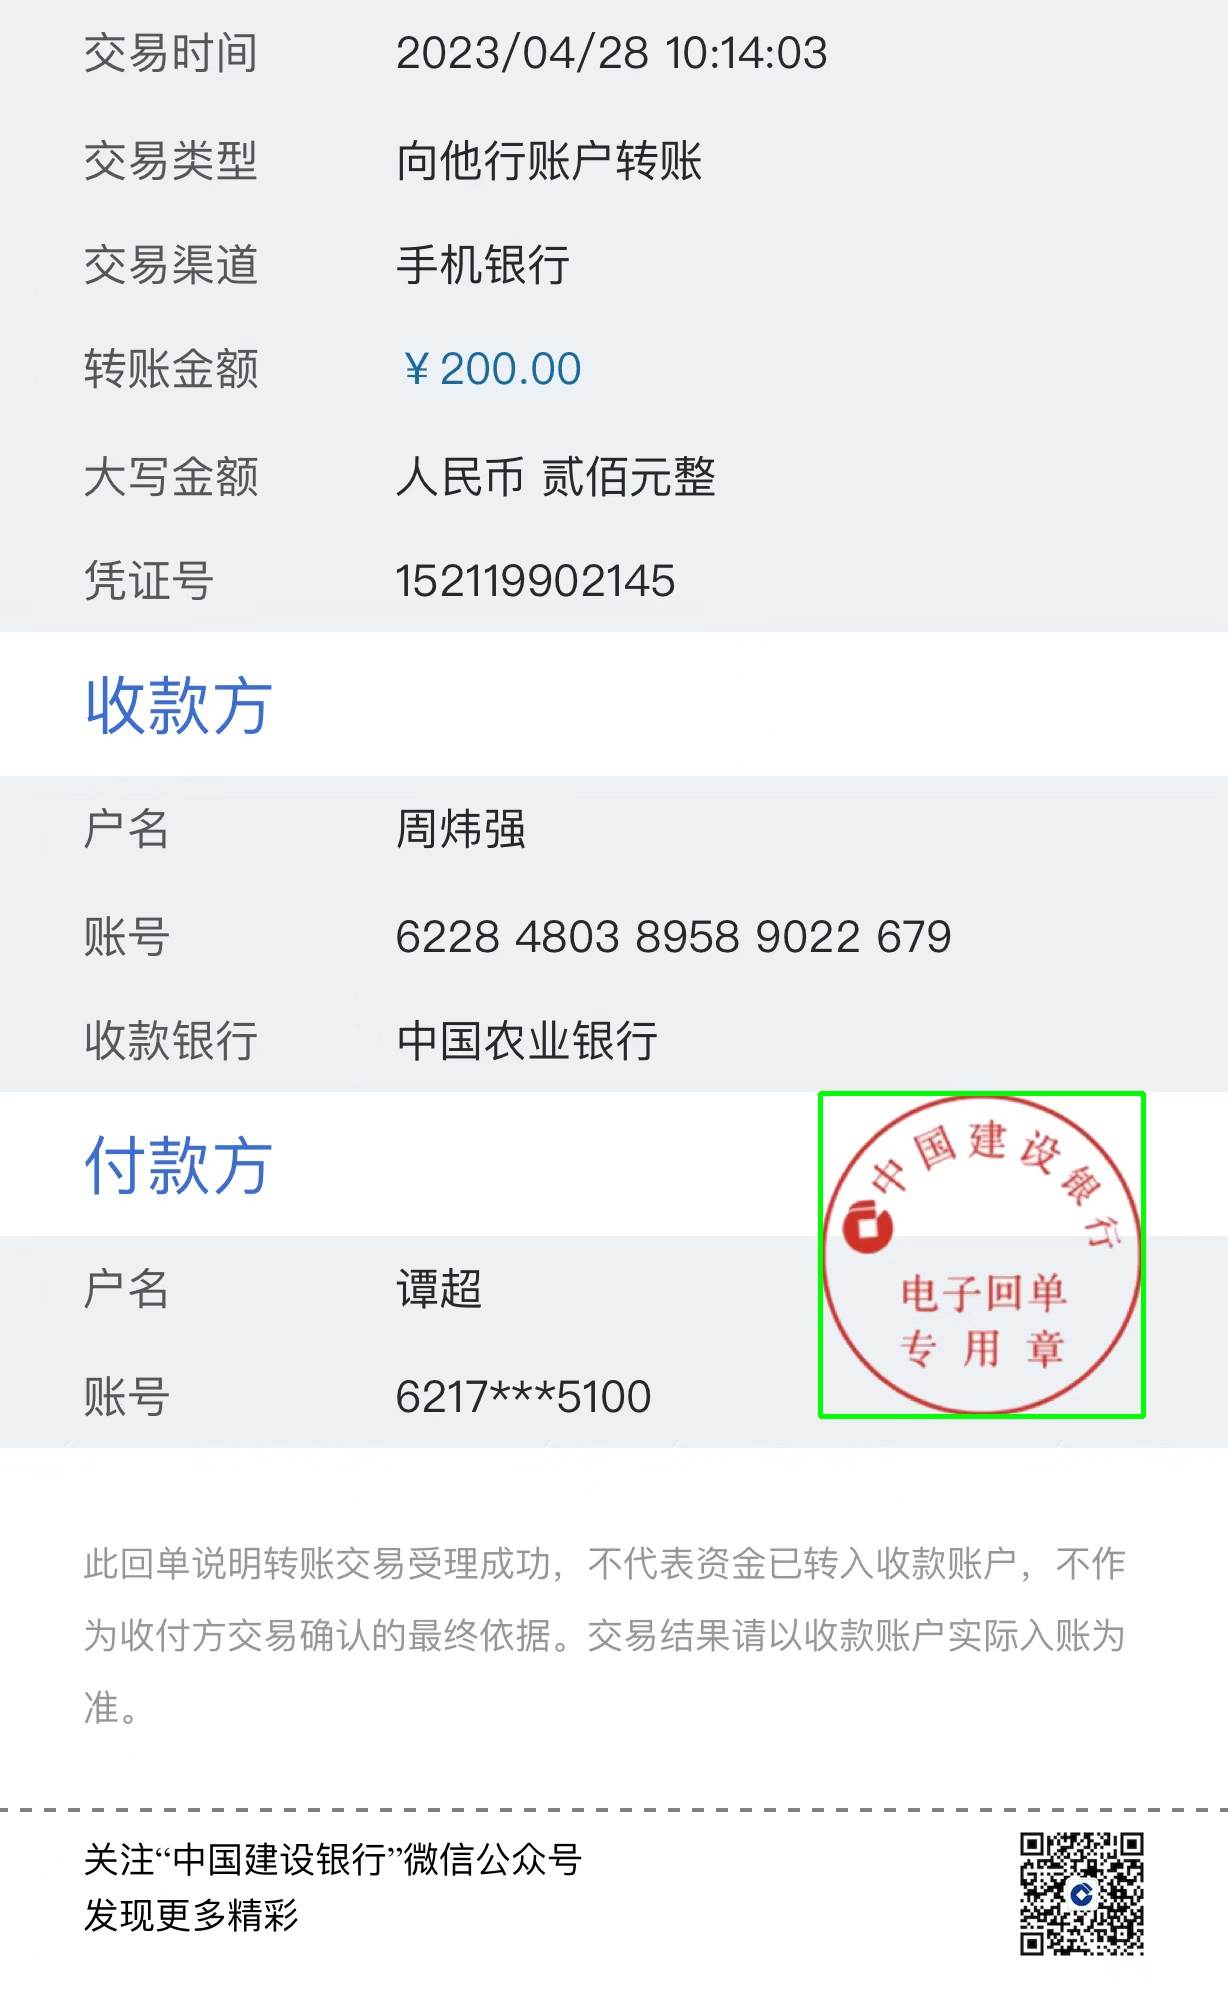 交易时间 2023/04/28 10:14:03
交易类型 向他行账户转账
交易渠道 手机银行
转账金额 ¥200.00
大写金额 人民币 贰佰元整
凭证号 152119902145
收款方
户名 周炜强
账号 6228 4803 8958 9022 679
收款银行 中国农业银行
付款方
中国建设银行
电子回单
专用章
户名 谭超
账号 6217***5100
此回单说明转账交易受理成功，不代表资金已转入收款账户，不作
为收付方交易确认的最终依据。交易结果请以收款账户实际入账为
准。
关注“中国建设银行”微信公众号
发现更多精彩